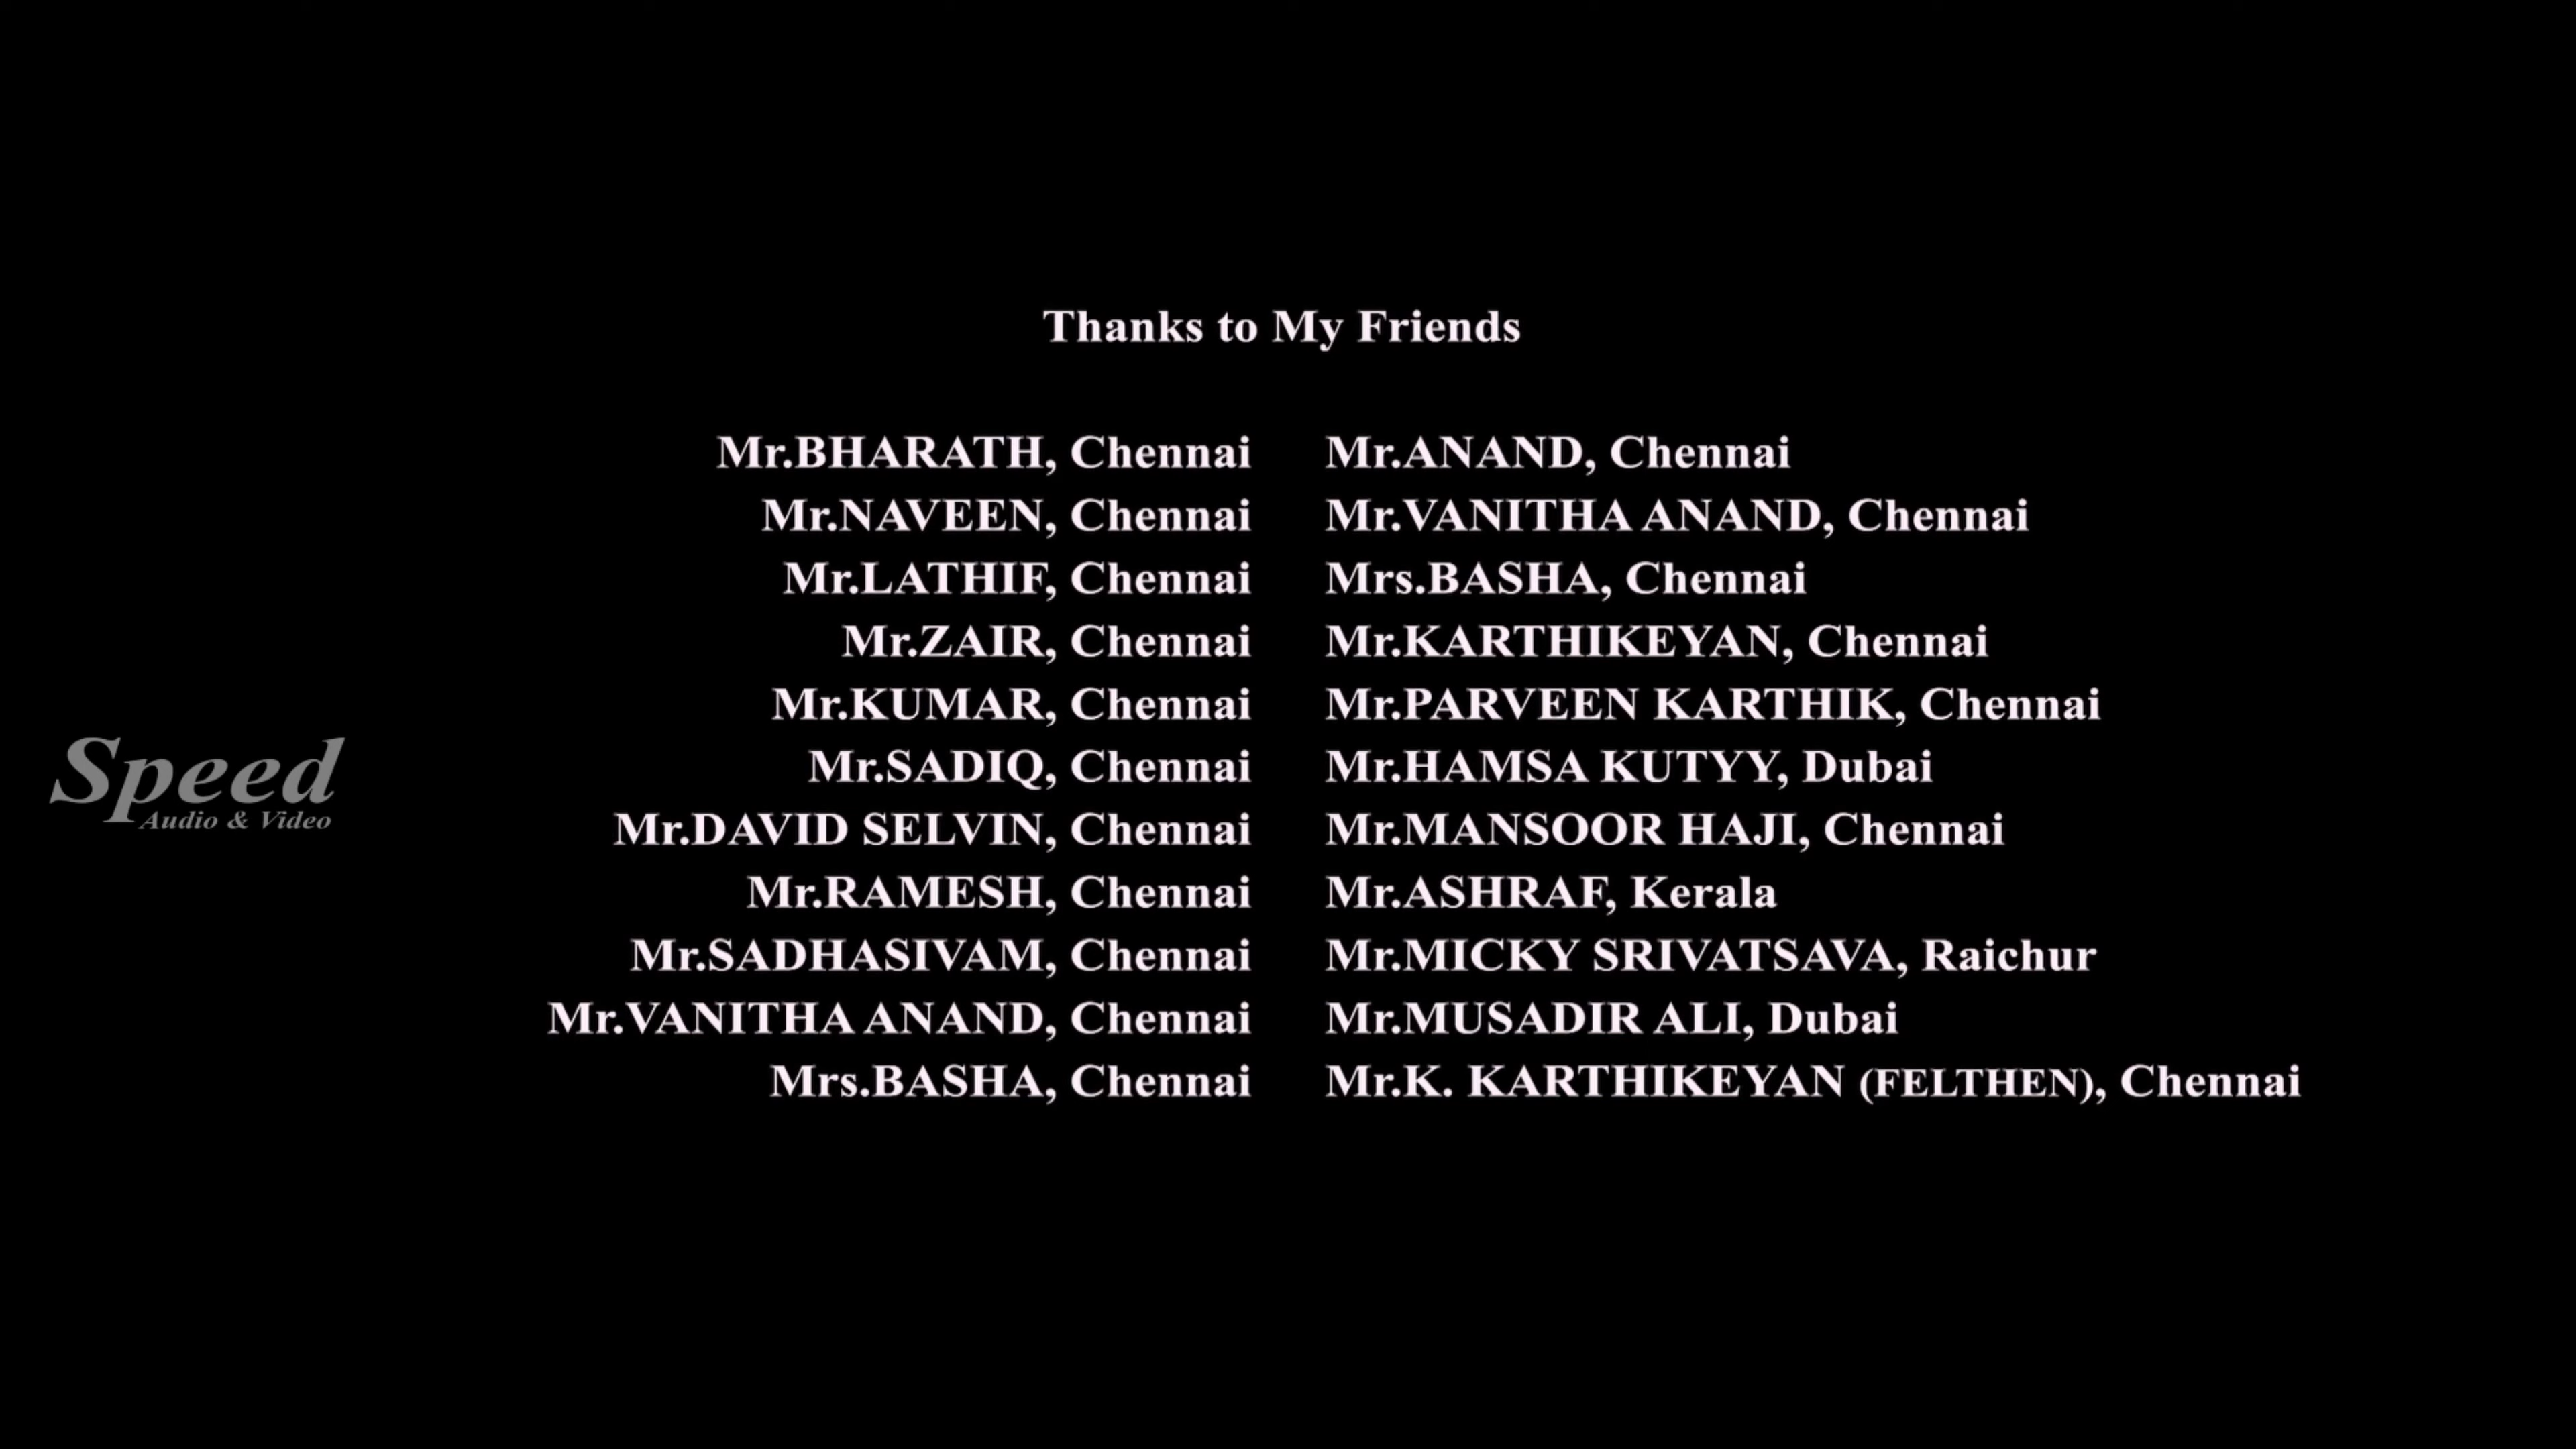 Thanks to My Friends
Mr.BHARATH, Chennai
Mr.NAVEEN, Chennai
Mr.LATHIF, Chennai
Mr.ZAIR, Chennai
Mr.KUMAR, Chennai
Mr.SADIQ, Chennai
Mr.DAVID SELVIN, Chennai
Mr.RAMESH, Chennai
Mr.SADHASIVAM, Chennai
Mr.VANITHA ANAND, Chennai
Mrs.BASHA, Chennai
Mr.ANAND, Chennai
Mr.VANITHA ANAND, Chennai
Mrs.BASHA, Chennai
Mr.KARTHIKEYAN, Chennai
Mr.PARVEEN KARTHIK, Chennai
Mr.HAMSA KUTYY, Dubai
Mr.MANSOOR HAJI, Chennai
Mr.ASHRAF, Kerala
Mr.MICKY SRIVATSAVA, Raichur
Mr.MUSADIR ALI, Dubai
Mr.K. KARTHIKEYAN (FELTHEN), Chennai
Speed
Audio & Video